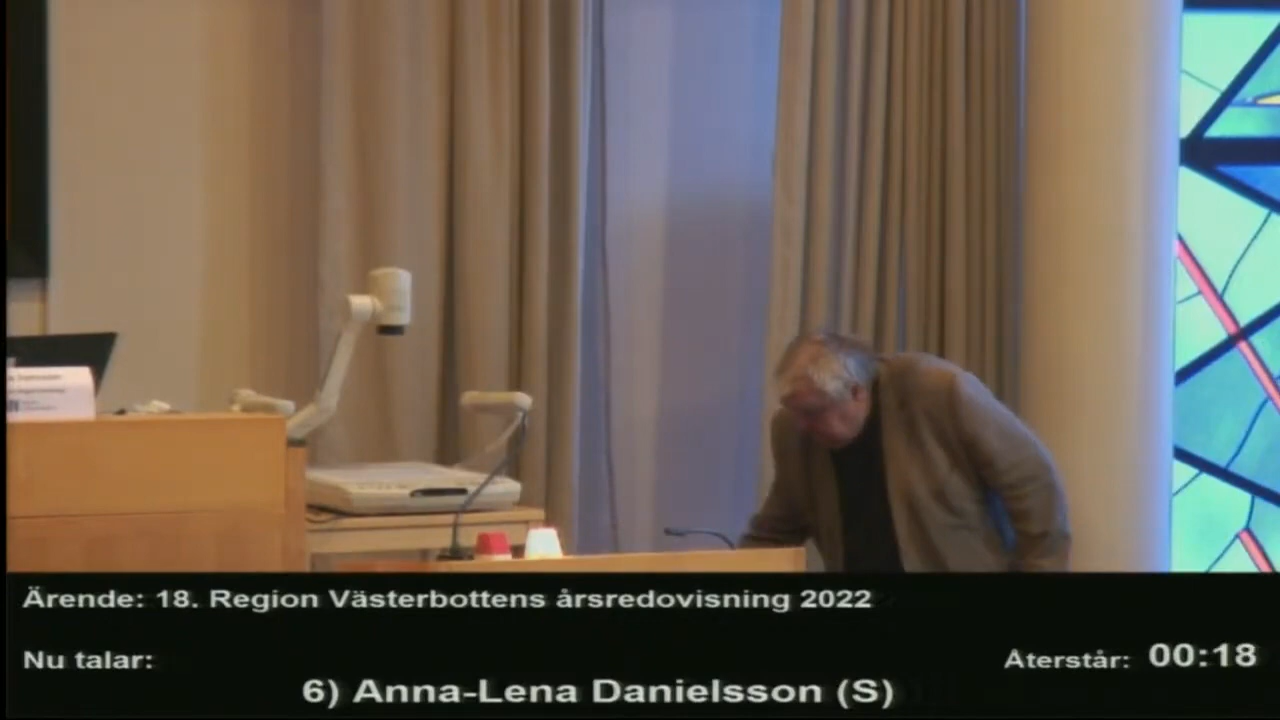 Ärende: 18. Region Västerbottens årsredovisning 2022
Nu talar:
Återstår: 00:18
6) Anna-Lena Danielsson (S)